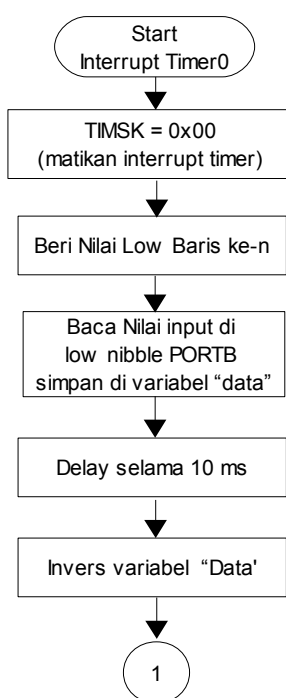 Start
Interrupt Timer0
TIMSK = 0x00
(matikan interrupt timer)
Beri Nilai Low Baris ke-n
Baca Nilai input di
low nibble PORTB
simpan di variabel “data”
Delay selama 10 ms
Invers variabel “Data'
1